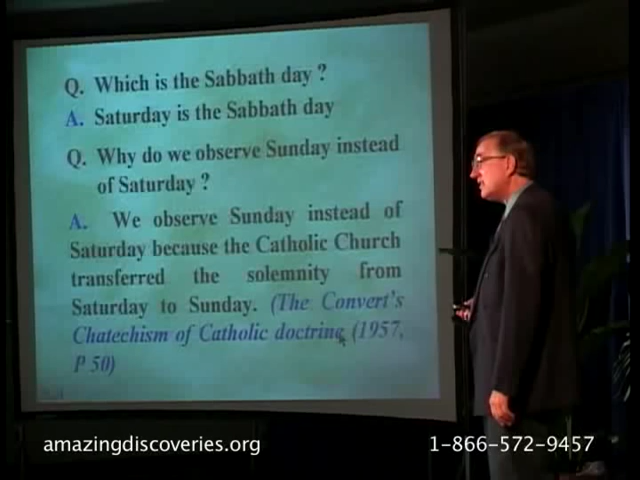 Q. Which is the Sabbath day ?
A. Saturday is the Sabbath day
Q. Why do we observe Sunday instead
of Saturday ?
A. We observe Sunday instead of
Saturday because the Catholic Church
transferred the solemnity from
Saturday to Sunday. (The Convert's
Chatechism of Catholic doctrine (1957,
P 50)
amazingdiscoveries.org
1-866-572-9457